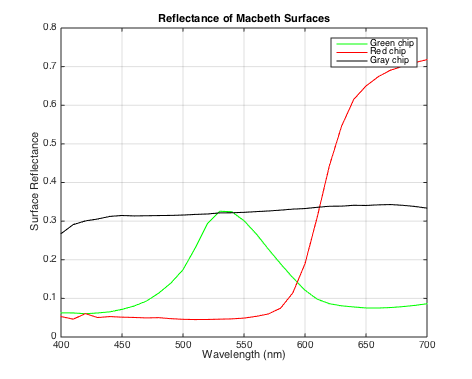 Reflectance of Macbeth Surfaces
0.8
0.7
0.6
0.5
0.4
0.3
0.2
0.1
0
Surface Reflectance
Green chip
Red chip
Gray chip
400 450 500 550 600 650 700
Wavelength (nm)